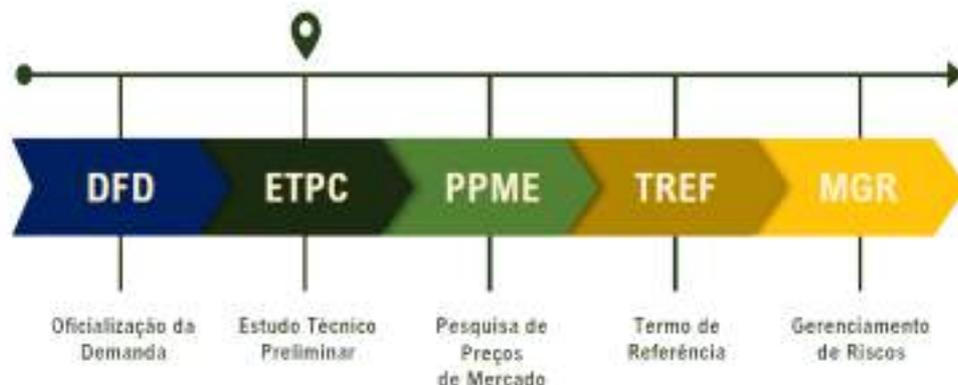 DFD
ETPC
PPME
TREF
MGR
Oficialização da
Demanda
Estudo Técnico
Preliminar
Pesquisa de
Preços
de Mercado
Termo de
Referência
Gerenciamento
de Riscos